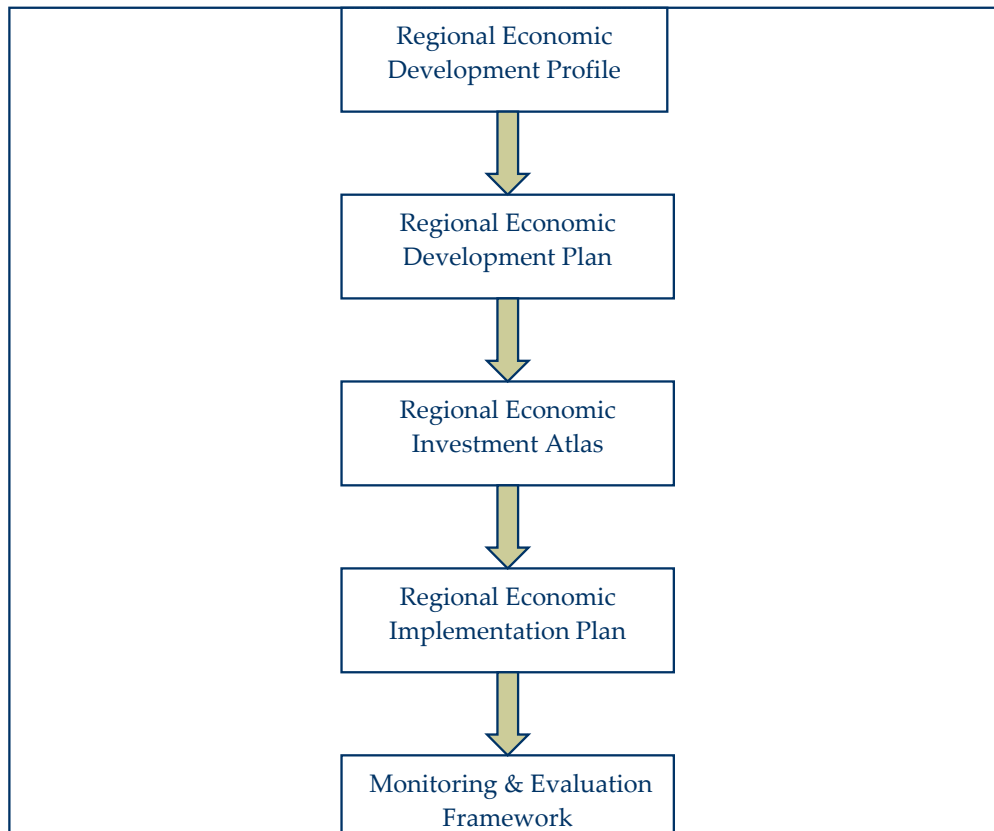 Regional Economic
Development Profile
Regional Economic
Development Plan
Regional Economic
Investment Atlas
Regional Economic
Implementation Plan
Monitoring & Evaluation
Framework